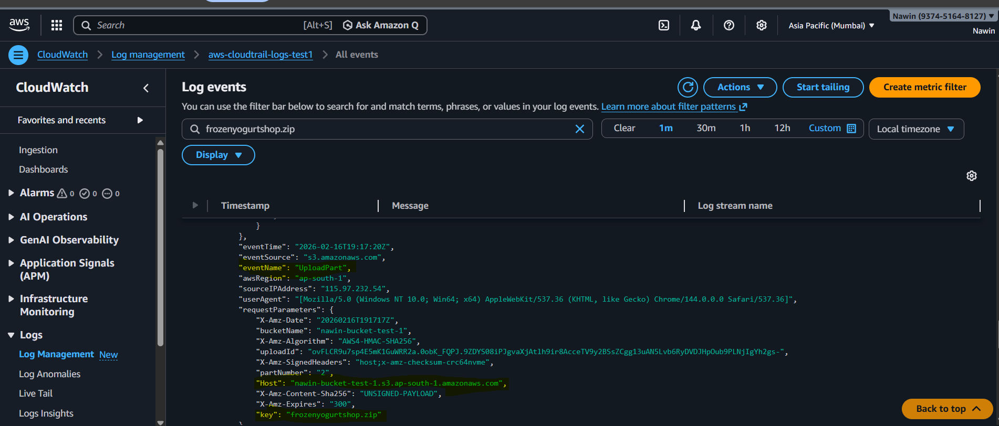 aws
Search [Alt+S] Ask Amazon Q
Asia Pacific (Mumbai)
Nawin (9374-5164-8127)
Nawin
CloudWatch > Log management > aws-cloudtrail-logs-test1 > All events
CloudWatch
Favorites and recents
Ingestion
Dashboards
Alarms 0 0 0
AI Operations
GenAI Observability
Application Signals
(APM)
Infrastructure
Monitoring
Logs
Log Management New
Log Anomalies
Live Tail
Logs Insights
Log events
Actions
Start tailing
Create metric filter
You can use the filter bar below to search for and match terms, phrases, or values in your log events. Learn more about filter patterns
frozenyogurtshop.zip
Clear 1m 30m 1h 12h Custom
Local timezone
Display
Timestamp Message Log stream name
}
},
"eventTime": "2026-02-16T19:17:20Z",
"eventSource": "s3.amazonaws.com",
"eventName": "UploadPart",
"awsRegion": "ap-south-1",
"sourceIPAddress": "115.97.232.54",
"userAgent": "[Mozilla/5.0 (Windows NT 10.0; Win64; x64) AppleWebKit/537.36 (KHTML, like Gecko) Chrome/144.0.0.0 Safari/537.36]",
"requestParameters": {
"X-Amz-Date": "20260216T191717Z",
"bucketName": "nawin-bucket-test-1",
"X-Amz-Algorithm": "AWS4-HMAC-SHA256",
"uploadId": "ovFLCR9u7sp4E5mK1GuWRR2a.0obK_FQPJ.9ZDYS08iPJgvaXjAtlh9ir8AcceTV9y2BSsZCgg13uAN5Lvb6RyDVDJHpOub9PLNjIgYh2gs-",
"X-Amz-SignedHeaders": "host;x-amz-checksum-crc64nvme",
"partNumber": "2",
"Host": "nawin-bucket-test-1.s3.ap-south-1.amazonaws.com",
"X-Amz-Content-Sha256": "UNSIGNED-PAYLOAD",
"X-Amz-Expires": "300",
"key": "frozenyogurtshop.zip"
Back to top